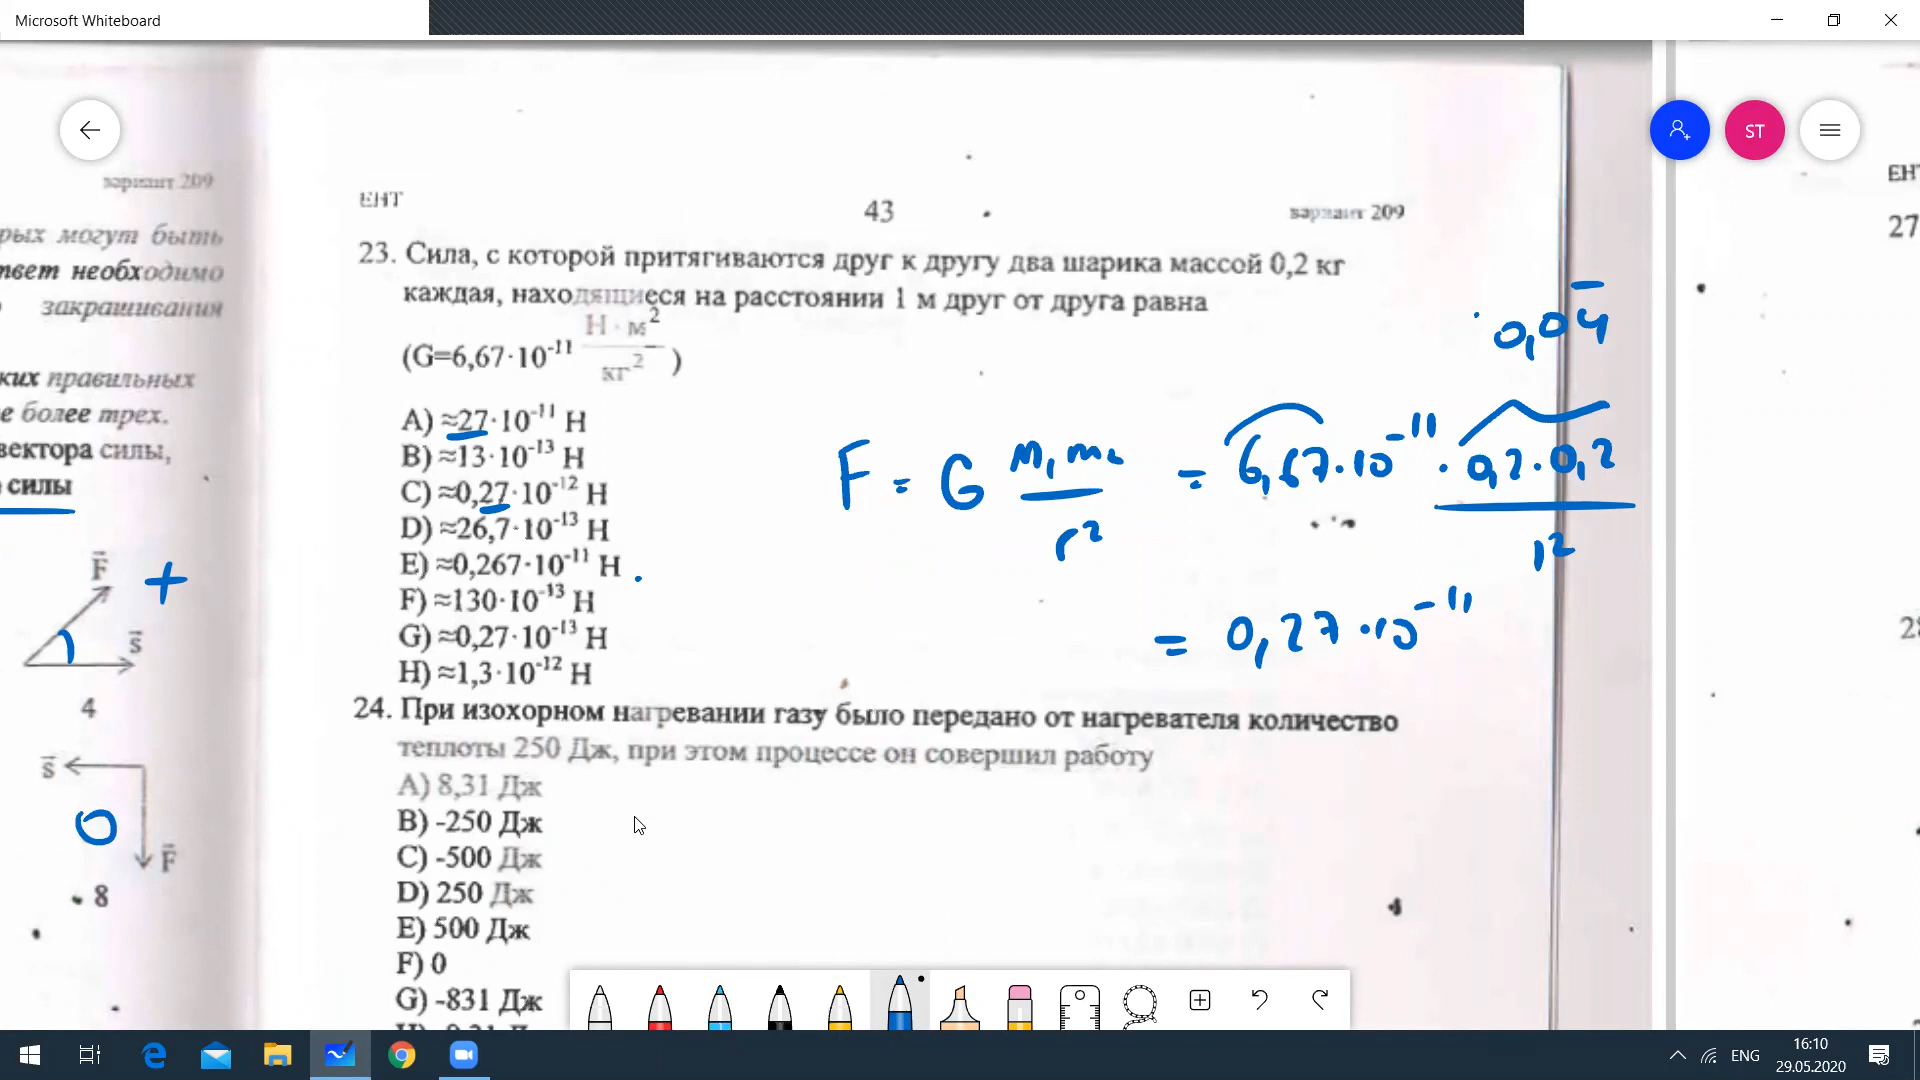 Microsoft Whiteboard
ST
вариант 209
рых могут быть
твет необходимо
закрашивания
ких правильных
е более трех.
вектора силы,
силы
F
+
s
4
s
0
F
8
ЕНТ
43
вариант 209
23. Сила, с которой притягиваются друг к другу два шарика массой 0,2 кг
каждая, находящиеся на расстоянии 1 м друг от друга равна
(G=6,67·10⁻¹¹ Н · м² / кг² )
A) ≈27·10⁻¹¹ Н
B) ≈13·10⁻¹³ Н
C) ≈0,27·10⁻¹² Н
D) ≈26,7·10⁻¹³ Н
E) ≈0,267·10⁻¹¹ Н
F) ≈130·10⁻¹³ Н
G) ≈0,27·10⁻¹³ Н
H) ≈1,3·10⁻¹² Н
0,04
F = G m₁m₂ / r² = 6,67·10⁻¹¹ · 0,2·0,2 / 1²
= 0,27·10⁻¹¹
24. При изохорном нагревании газу было передано от нагревателя количество
теплоты 250 Дж, при этом процессе он совершил работу
A) 8,31 Дж
B) -250 Дж
C) -500 Дж
D) 250 Дж
E) 500 Дж
F) 0
G) -831 Дж
ЕНТ
27
28
ENG
16:10
29.05.2020